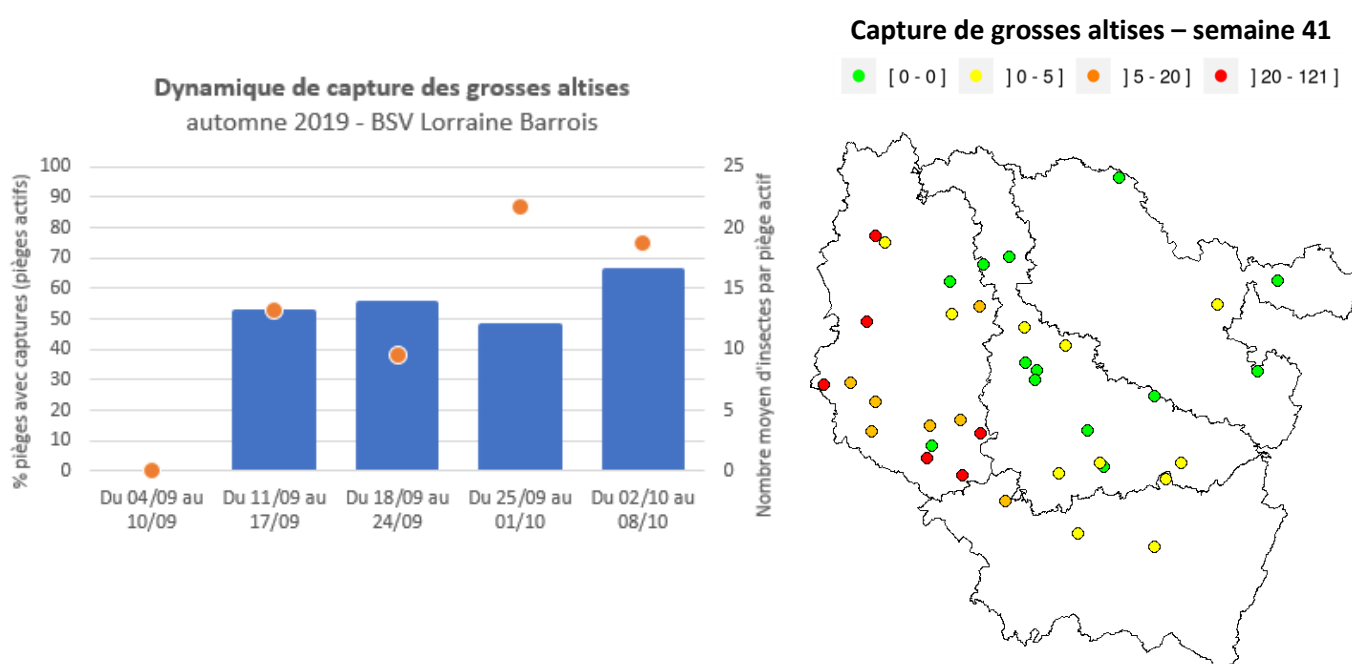 Dynamique de capture des grosses altises
automne 2019 - BSV Lorraine Barrois
% pièges avec captures (pièges actifs)
100
90
80
70
60
50
40
30
20
10
0
25
20
15
10
5
0
Nombre moyen d'insectes par piège actif
Du 04/09 au
10/09
Du 11/09 au
17/09
Du 18/09 au
24/09
Du 25/09 au
01/10
Du 02/10 au
08/10
Capture de grosses altises – semaine 41
[ 0 - 0 ] ] 0 - 5 ] ] 5 - 20 ] ] 20 - 121 ]